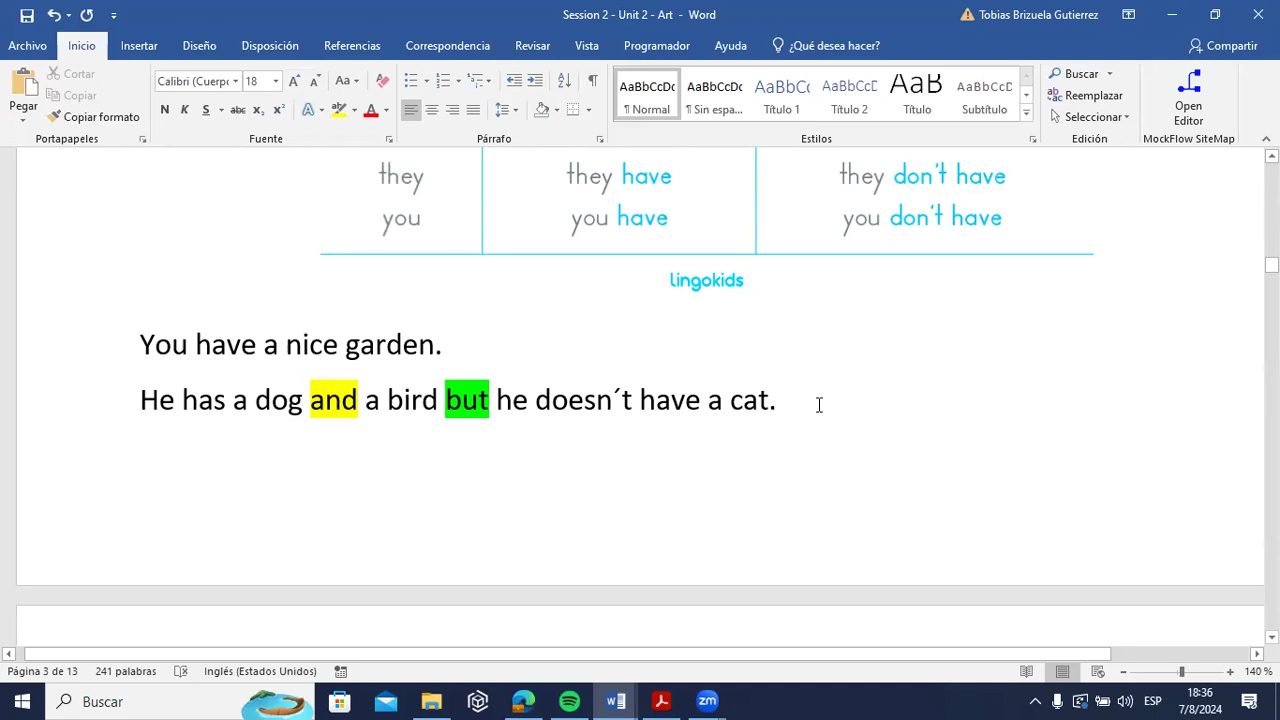 Session 2 - Unit 2 - Art - Word
Tobias Brizuela Gutierrez
Archivo Inicio Insertar Diseño Disposición Referencias Correspondencia Revisar Vista Programador Ayuda ¿Qué desea hacer? Compartir
Pegar
Cortar
Copiar
Copiar formato
Portapapeles
Calibri (Cuerpo 18
N K S abc x₂ x²
Fuente
Párrafo
AaBbCcDc AaBbCcDc AaBbCc AaBbCcD AaB AaBbCcD
¶ Normal ¶ Sin espa... Título 1 Título 2 Título Subtítulo
Estilos
Buscar
Reemplazar
Seleccionar
Edición
Open Editor
MockFlow SiteMap
they they have they don't have
you you have you don't have
lingokids
You have a nice garden.
He has a dog and a bird but he doesn´t have a cat.
Página 3 de 13 241 palabras Inglés (Estados Unidos) 140 %
Buscar
ESP
18:36
7/8/2024